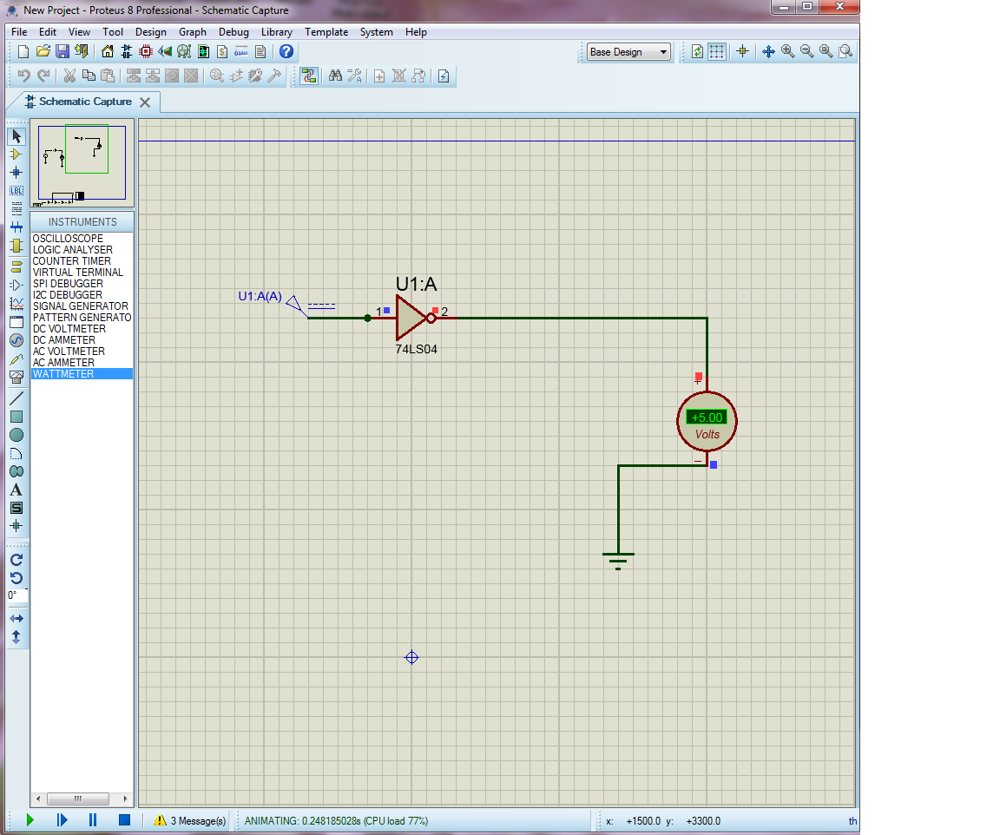 New Project - Proteus 8 Professional - Schematic Capture
File Edit View Tool Design Graph Debug Library Template System Help
Base Design
Schematic Capture
LBL
INSTRUMENTS
OSCILLOSCOPE
LOGIC ANALYSER
COUNTER TIMER
VIRTUAL TERMINAL
SPI DEBUGGER
I2C DEBUGGER
SIGNAL GENERATOR
PATTERN GENERATO
DC VOLTMETER
DC AMMETER
AC VOLTMETER
AC AMMETER
WATTMETER
A
S
0°
U1:A
U1:A(A)
1
2
74LS04
+
+5.00
Volts
−
3 Message(s)
ANIMATING: 0.248185028s (CPU load 77%)
x: +1500.0 y: +3300.0
th